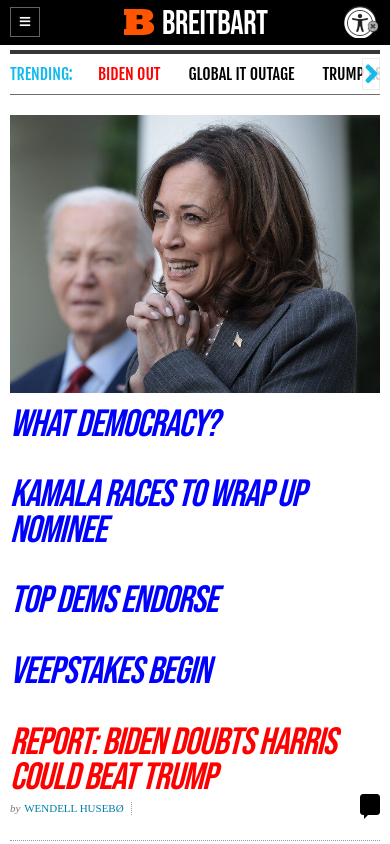 BREITBART
TRENDING: BIDEN OUT GLOBAL IT OUTAGE TRUMP
WHAT DEMOCRACY?
KAMALA RACES TO WRAP UP
NOMINEE
TOP DEMS ENDORSE
VEEPSTAKES BEGIN
REPORT: BIDEN DOUBTS HARRIS
COULD BEAT TRUMP
by WENDELL HUSEBØ